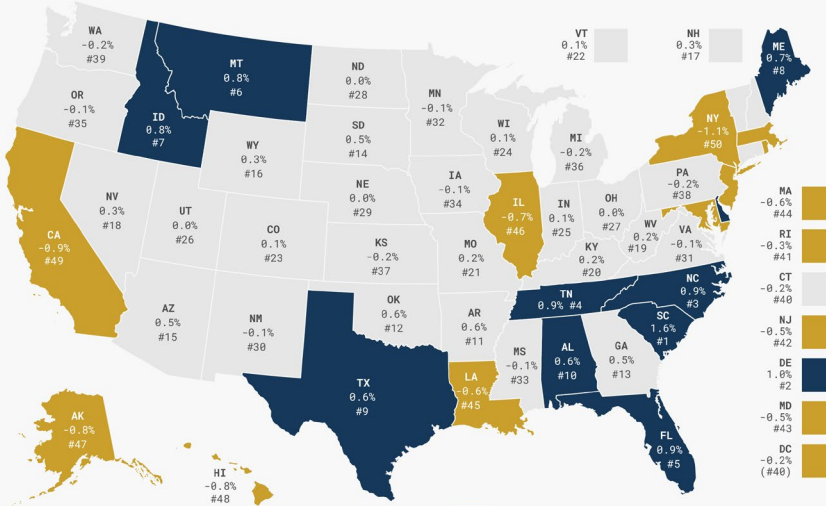 WA
-0.2%
#39
OR
-0.1%
#35
CA
-0.9%
#49
ID
0.8%
#7
MT
0.8%
#6
WY
0.3%
#16
NV
0.3%
#18
UT
0.0%
#26
CO
0.1%
#23
AZ
0.5%
#15
NM
-0.1%
#30
ND
0.0%
#28
SD
0.5%
#14
NE
0.0%
#29
KS
-0.2%
#37
OK
0.6%
#12
TX
0.6%
#9
MN
-0.1%
#32
IA
-0.1%
#34
MO
0.2%
#21
AR
0.6%
#11
LA
-0.6%
#45
WI
0.1%
#24
IL
-0.7%
#46
MI
-0.2%
#36
IN
0.1%
#25
OH
0.0%
#27
KY
0.2%
#20
TN
0.9% #4
MS
-0.1%
#33
AL
0.6%
#10
GA
0.5%
#13
FL
0.9%
#5
SC
1.6%
#1
NC
0.9%
#3
WV
0.2%
#19
VA
-0.1%
#31
PA
-0.2%
#38
NY
-1.1%
#50
VT
0.1%
#22
NH
0.3%
#17
ME
0.7%
#8
MA
-0.6%
#44
RI
-0.3%
#41
CT
-0.2%
#40
NJ
-0.5%
#42
DE
1.0%
#2
MD
-0.5%
#43
DC
-0.2%
(#40)
AK
-0.8%
#47
HI
-0.8%
#48